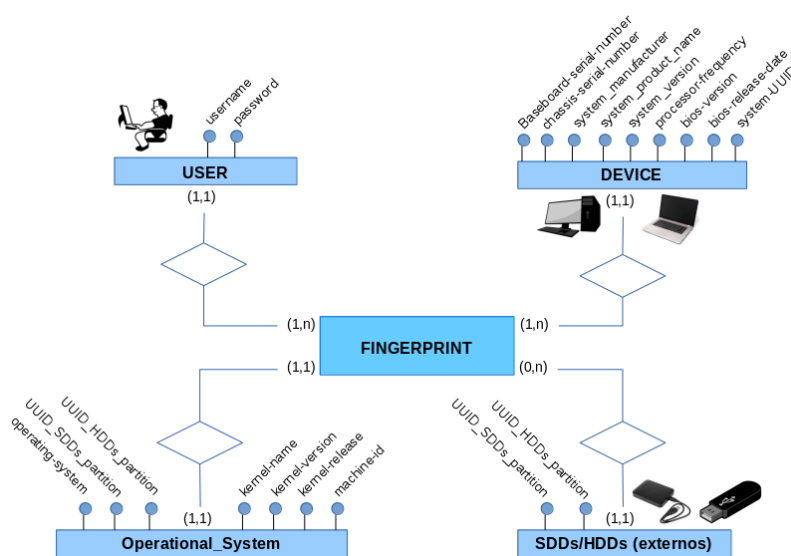 username
password
USER
(1,1)
Baseboard-serial-number
chassis-serial-number
system_manufacturer
system_product_name
system_version
processor-frequency
bios-version
bios-release-date
system-UUID
DEVICE
(1,1)
(1,n)
FINGERPRINT
(1,n)
(1,1)
(0,n)
operating-system
UUID_SDDs_partition
UUID_HDDs_partition
kernel-name
kernel-version
kernel-release
machine-id
(1,1)
Operational_System
UUID_SDDs_partition
UUID_HDDs_partition
(1,1)
SDDs/HDDs (externos)